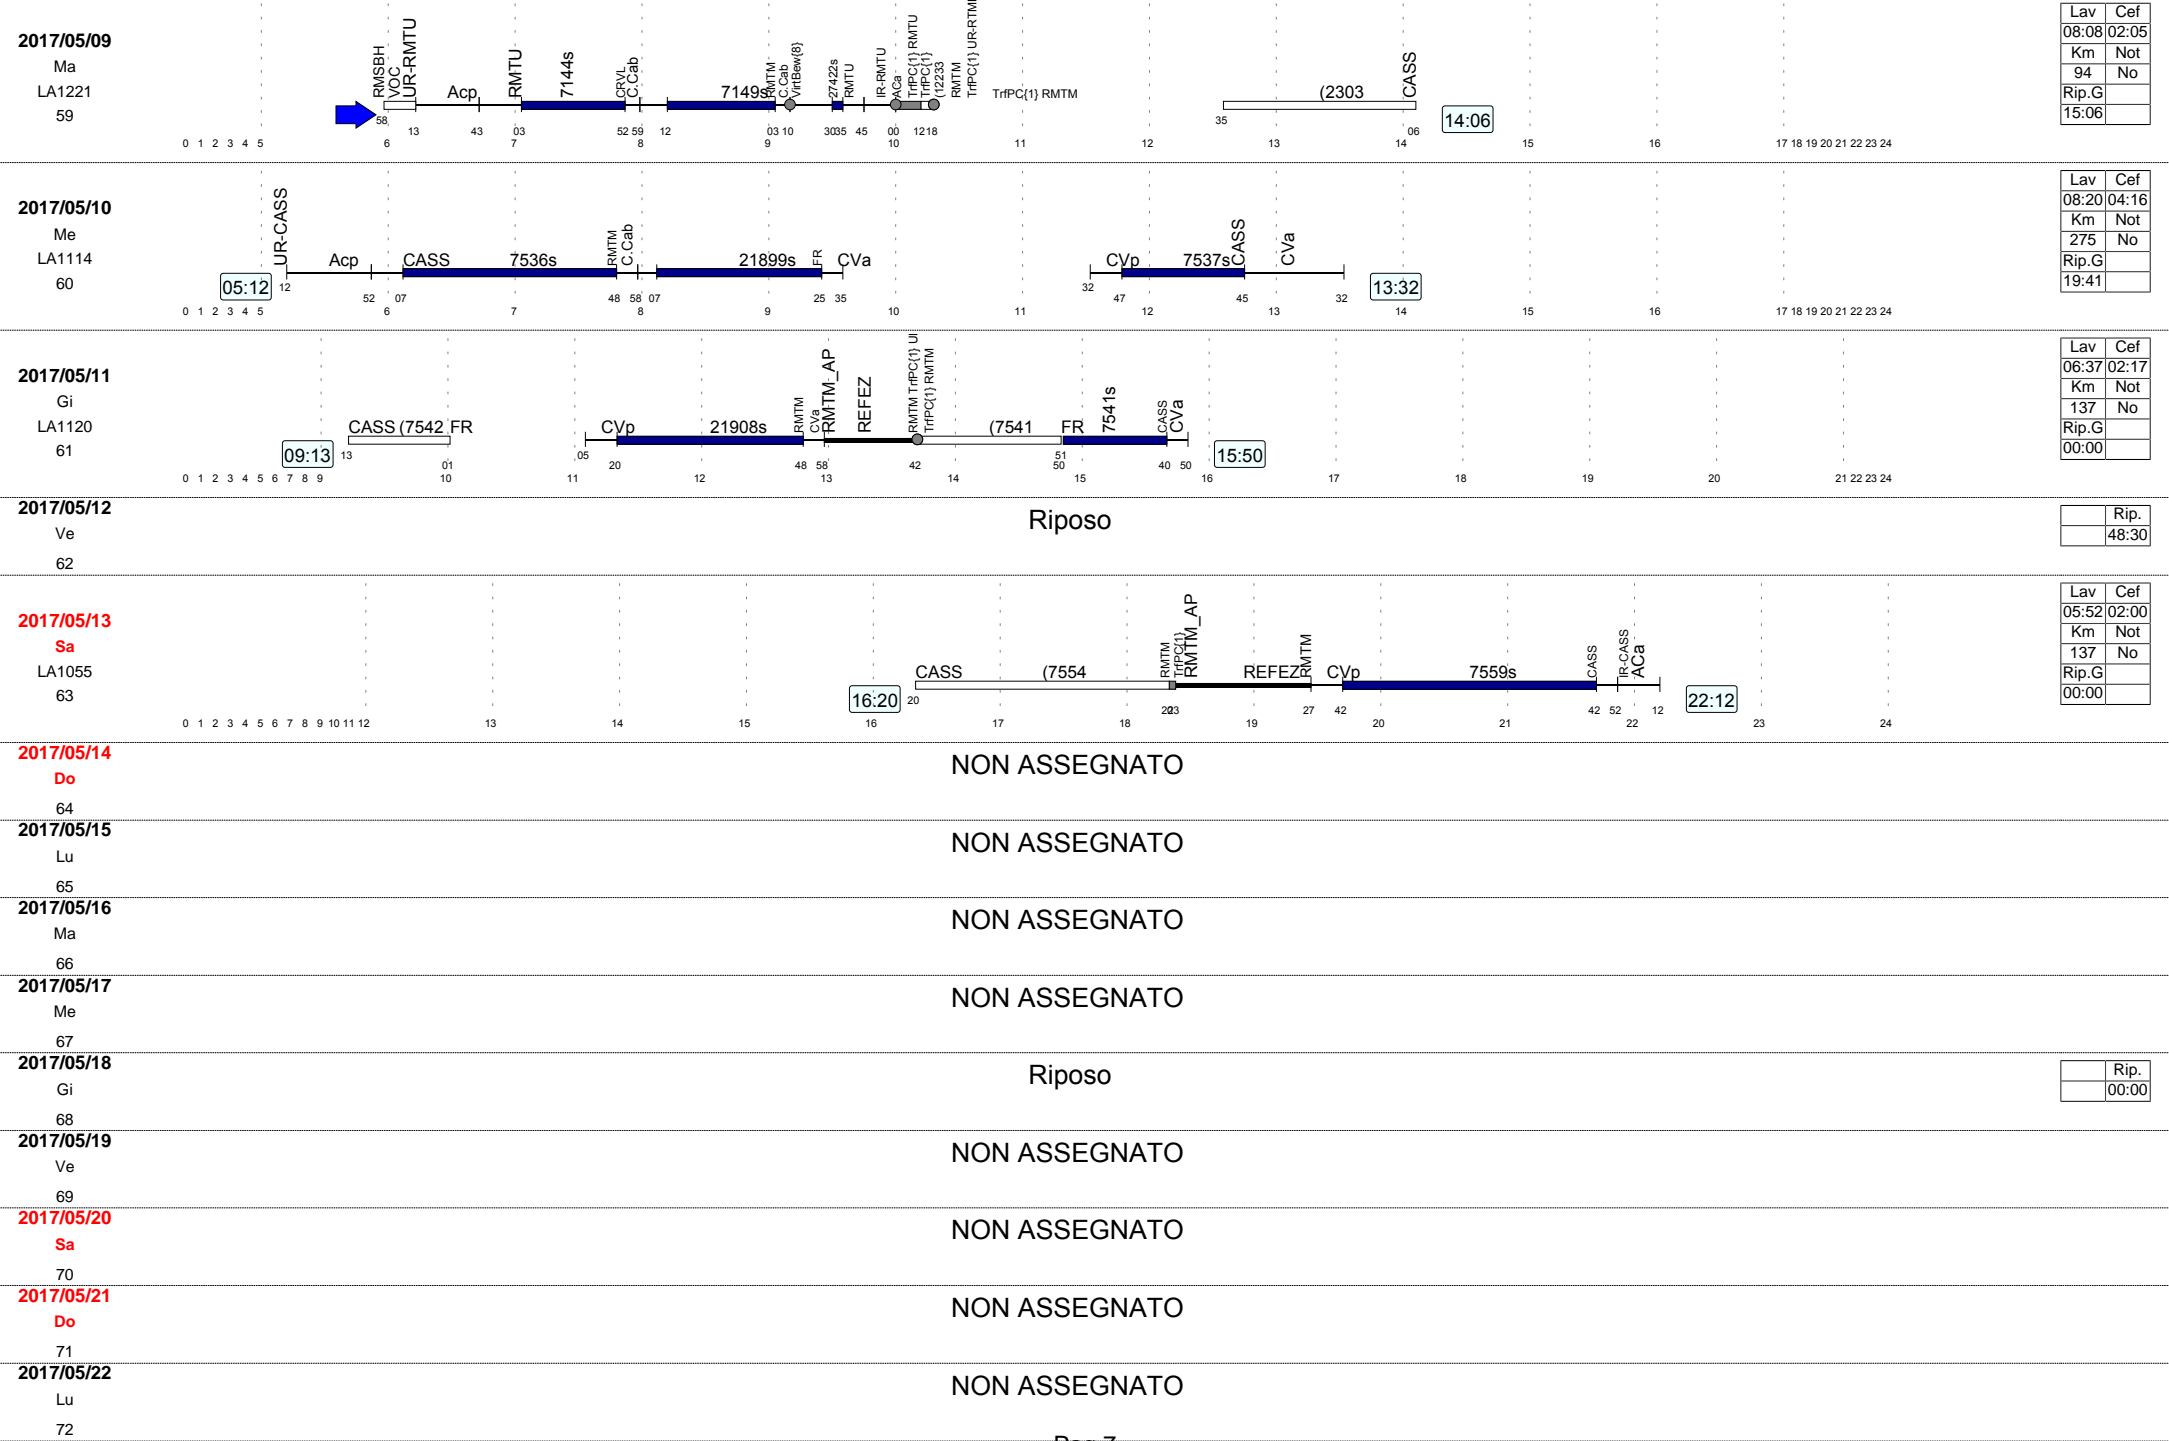 2017/05/09
Ma
LA1221
59
RMSBH VOC UR-RMTU Acp RMTU 7144s CRVL C.Cab 7149s RMTM C.Cab VirtBew{8} 27422s RMTU IR-RMTU ACa TrfPC{1} RMTU TrfPC{1} (12233 RMTM TrfPC{1} UR-RTM TrfPC{1} RMTM (2303 CASS
58 13 43 03 52 59 12 03 10 30 35 45 00 12 18 35 06
14:06
0 1 2 3 4 5 6 7 8 9 10 11 12 13 14 15 16 17 18 19 20 21 22 23 24
Lav Cef
08:08 02:05
Km Not
94 No
Rip.G
15:06
2017/05/10
Me
LA1114
60
05:12
UR-CASS Acp CASS 7536s RMTM C.Cab 21899s FR CVa CVp 7537s CASS CVa
12 52 07 48 58 07 25 35 32 47 45 32
13:32
0 1 2 3 4 5 6 7 8 9 10 11 12 13 14 15 16 17 18 19 20 21 22 23 24
Lav Cef
08:20 04:16
Km Not
275 No
Rip.G
19:41
2017/05/11
Gi
LA1120
61
09:13
CASS (7542 FR CVp 21908s RMTM CVa RMTM_AP REFEZ RMTM TrfPC{1} UI TrfPC{1} RMTM (7541 FR 7541s CASS CVa
13 01 05 20 48 58 42 51 50 40 50
15:50
0 1 2 3 4 5 6 7 8 9 10 11 12 13 14 15 16 17 18 19 20 21 22 23 24
Lav Cef
06:37 02:17
Km Not
137 No
Rip.G
00:00
2017/05/12
Ve
62
Riposo
Rip.
48:30
2017/05/13
Sa
LA1055
63
16:20
CASS (7554 RMTM TrfPC{1} RMTM_AP REFEZ RMTM CVp 7559s CASS IR-CASS ACa
20 20 23 27 42 42 52 12
22:12
0 1 2 3 4 5 6 7 8 9 10 11 12 13 14 15 16 17 18 19 20 21 22 23 24
Lav Cef
05:52 02:00
Km Not
137 No
Rip.G
00:00
2017/05/14
Do
64
NON ASSEGNATO
2017/05/15
Lu
65
NON ASSEGNATO
2017/05/16
Ma
66
NON ASSEGNATO
2017/05/17
Me
67
NON ASSEGNATO
2017/05/18
Gi
68
Riposo
Rip.
00:00
2017/05/19
Ve
69
NON ASSEGNATO
2017/05/20
Sa
70
NON ASSEGNATO
2017/05/21
Do
71
NON ASSEGNATO
2017/05/22
Lu
72
NON ASSEGNATO